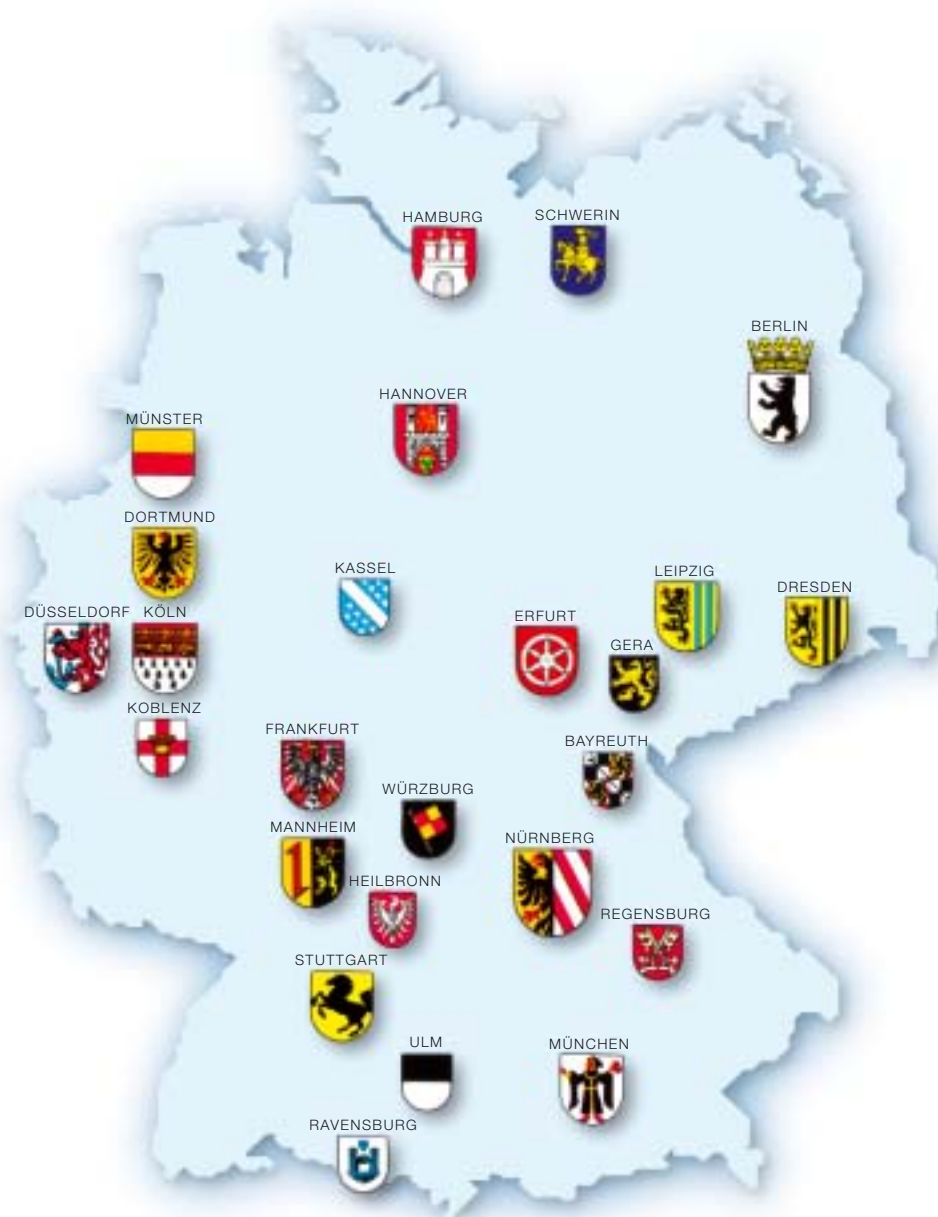 HAMBURG
SCHWERIN
BERLIN
HANNOVER
MÜNSTER
DORTMUND
KASSEL
LEIPZIG
DRESDEN
DÜSSELDORF
KÖLN
ERFURT
GERA
KOBLENZ
FRANKFURT
BAYREUTH
WÜRZBURG
MANNHEIM
NÜRNBERG
HEILBRONN
REGENSBURG
STUTTGART
ULM
MÜNCHEN
RAVENSBURG